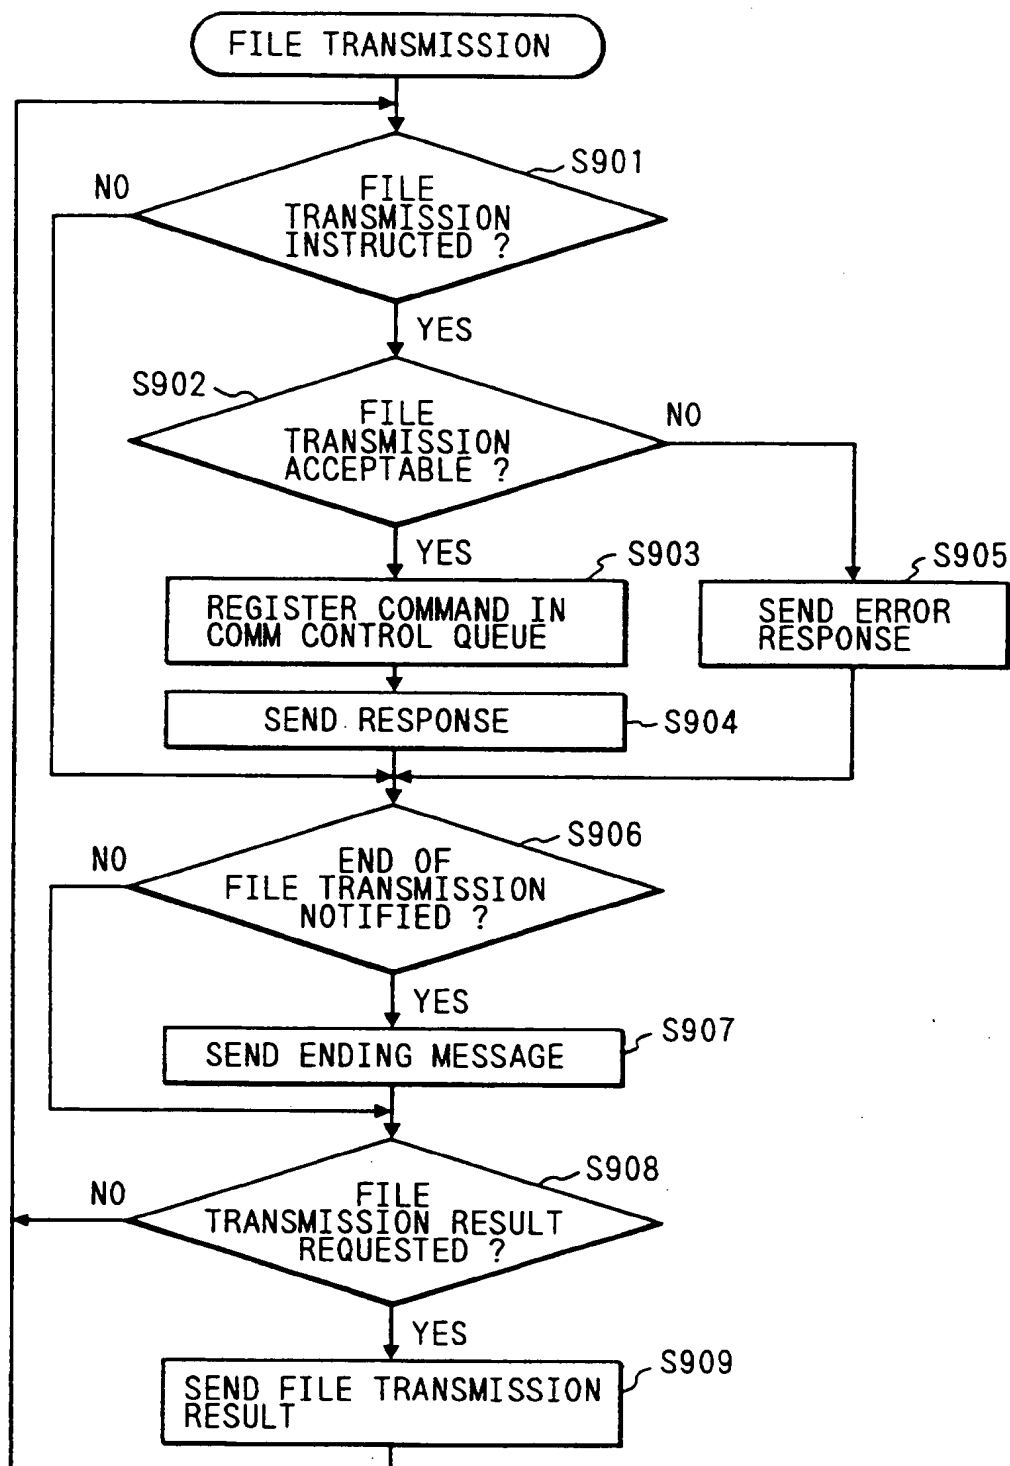 FILE TRANSMISSION
S901
NO
FILE
TRANSMISSION
INSTRUCTED ?
YES
S902
NO
FILE
TRANSMISSION
ACCEPTABLE ?
YES
S903
S905
REGISTER COMMAND IN
COMM CONTROL QUEUE
SEND ERROR
RESPONSE
SEND RESPONSE
S904
S906
NO
END OF
FILE TRANSMISSION
NOTIFIED ?
YES
S907
SEND ENDING MESSAGE
S908
NO
FILE
TRANSMISSION RESULT
REQUESTED ?
YES
S909
SEND FILE TRANSMISSION
RESULT